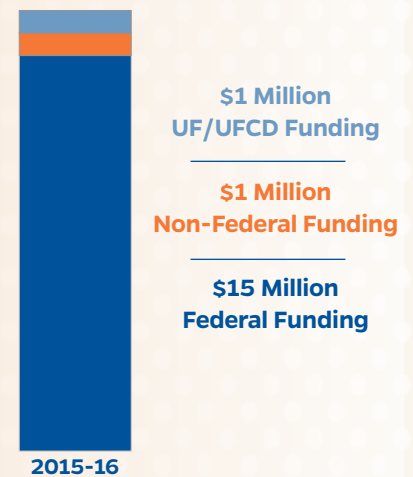 $1 Million
UF/UFCD Funding
$1 Million
Non-Federal Funding
$15 Million
Federal Funding
2015-16